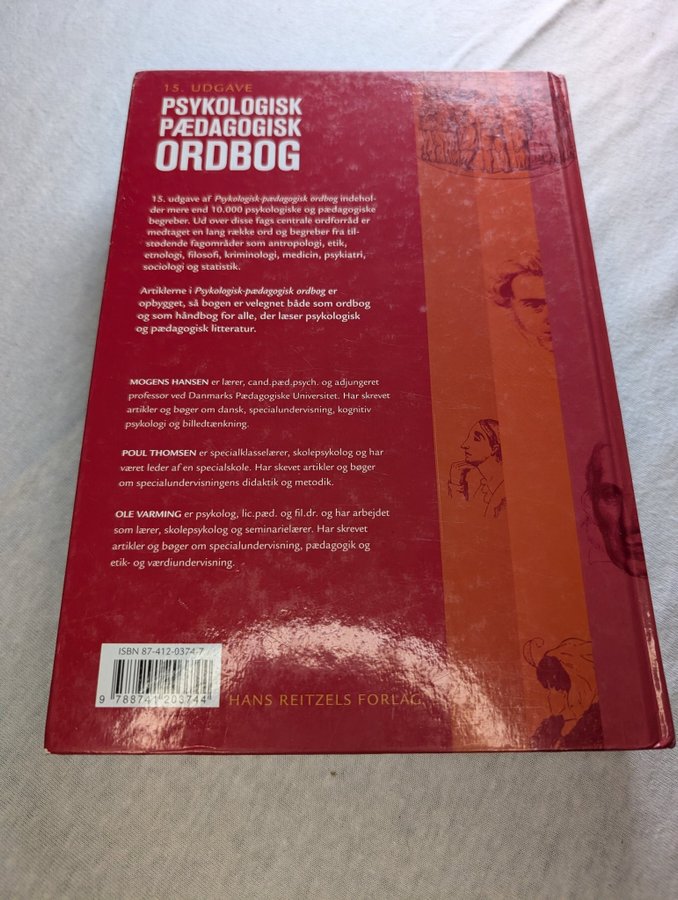 15. UDGAVE
PSYKOLOGISK
PÆDAGOGISK
ORDBOG
15. udgave af Psykologisk-pædagogisk ordbog indehol-
der mere end 10.000 psykologiske og pædagogiske
begreber. Ud over disse fags centrale ordforråd er
medtaget en lang række ord og begreber fra til-
stødende fagområder som antropologi, etik,
etnologi, filosofi, kriminologi, medicin, psykiatri,
sociologi og statistik.
Artiklerne i Psykologisk-pædagogisk ordbog er
opbygget, så bogen er velegnet både som ordbog
og som håndbog for alle, der læser psykologisk
og pædagogisk litteratur.
MOGENS HANSEN er lærer, cand.pæd.psych. og adjungeret
professor ved Danmarks Pædagogiske Universitet. Har skrevet
artikler og bøger om dansk, specialundervisning, kognitiv
psykologi og billedtænkning.
POUL THOMSEN er specialklasselærer, skolepsykolog og har
været leder af en specialskole. Har skevet artikler og bøger
om specialundervisningens didaktik og metodik.
OLE VARMING er psykolog, lic.pæd. og fil.dr. og har arbejdet
som lærer, skolepsykolog og seminarielærer. Har skrevet
artikler og bøger om specialundervisning, pædagogik og
etik- og værdiundervisning.
ISBN 87-412-0374-7
9 788741 203744
HANS REITZELS FORLAG